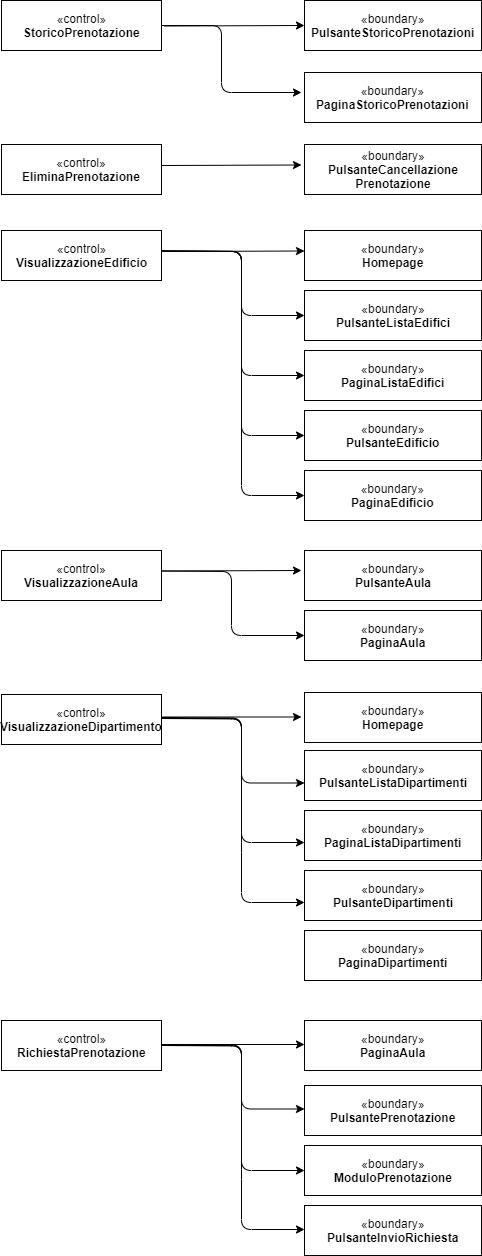 «control»
StoricoPrenotazione
«boundary»
PulsanteStoricoPrenotazioni
«boundary»
PaginaStoricoPrenotazioni
«control»
EliminaPrenotazione
«boundary»
PulsanteCancellazione
Prenotazione
«control»
VisualizzazioneEdificio
«boundary»
Homepage
«boundary»
PulsanteListaEdifici
«boundary»
PaginaListaEdifici
«boundary»
PulsanteEdificio
«boundary»
PaginaEdificio
«control»
VisualizzazioneAula
«boundary»
PulsanteAula
«boundary»
PaginaAula
«control»
VisualizzazioneDipartimento
«boundary»
Homepage
«boundary»
PulsanteListaDipartimenti
«boundary»
PaginaListaDipartimenti
«boundary»
PulsanteDipartimenti
«boundary»
PaginaDipartimenti
«control»
RichiestaPrenotazione
«boundary»
PaginaAula
«boundary»
PulsantePrenotazione
«boundary»
ModuloPrenotazione
«boundary»
PulsanteInvioRichiesta